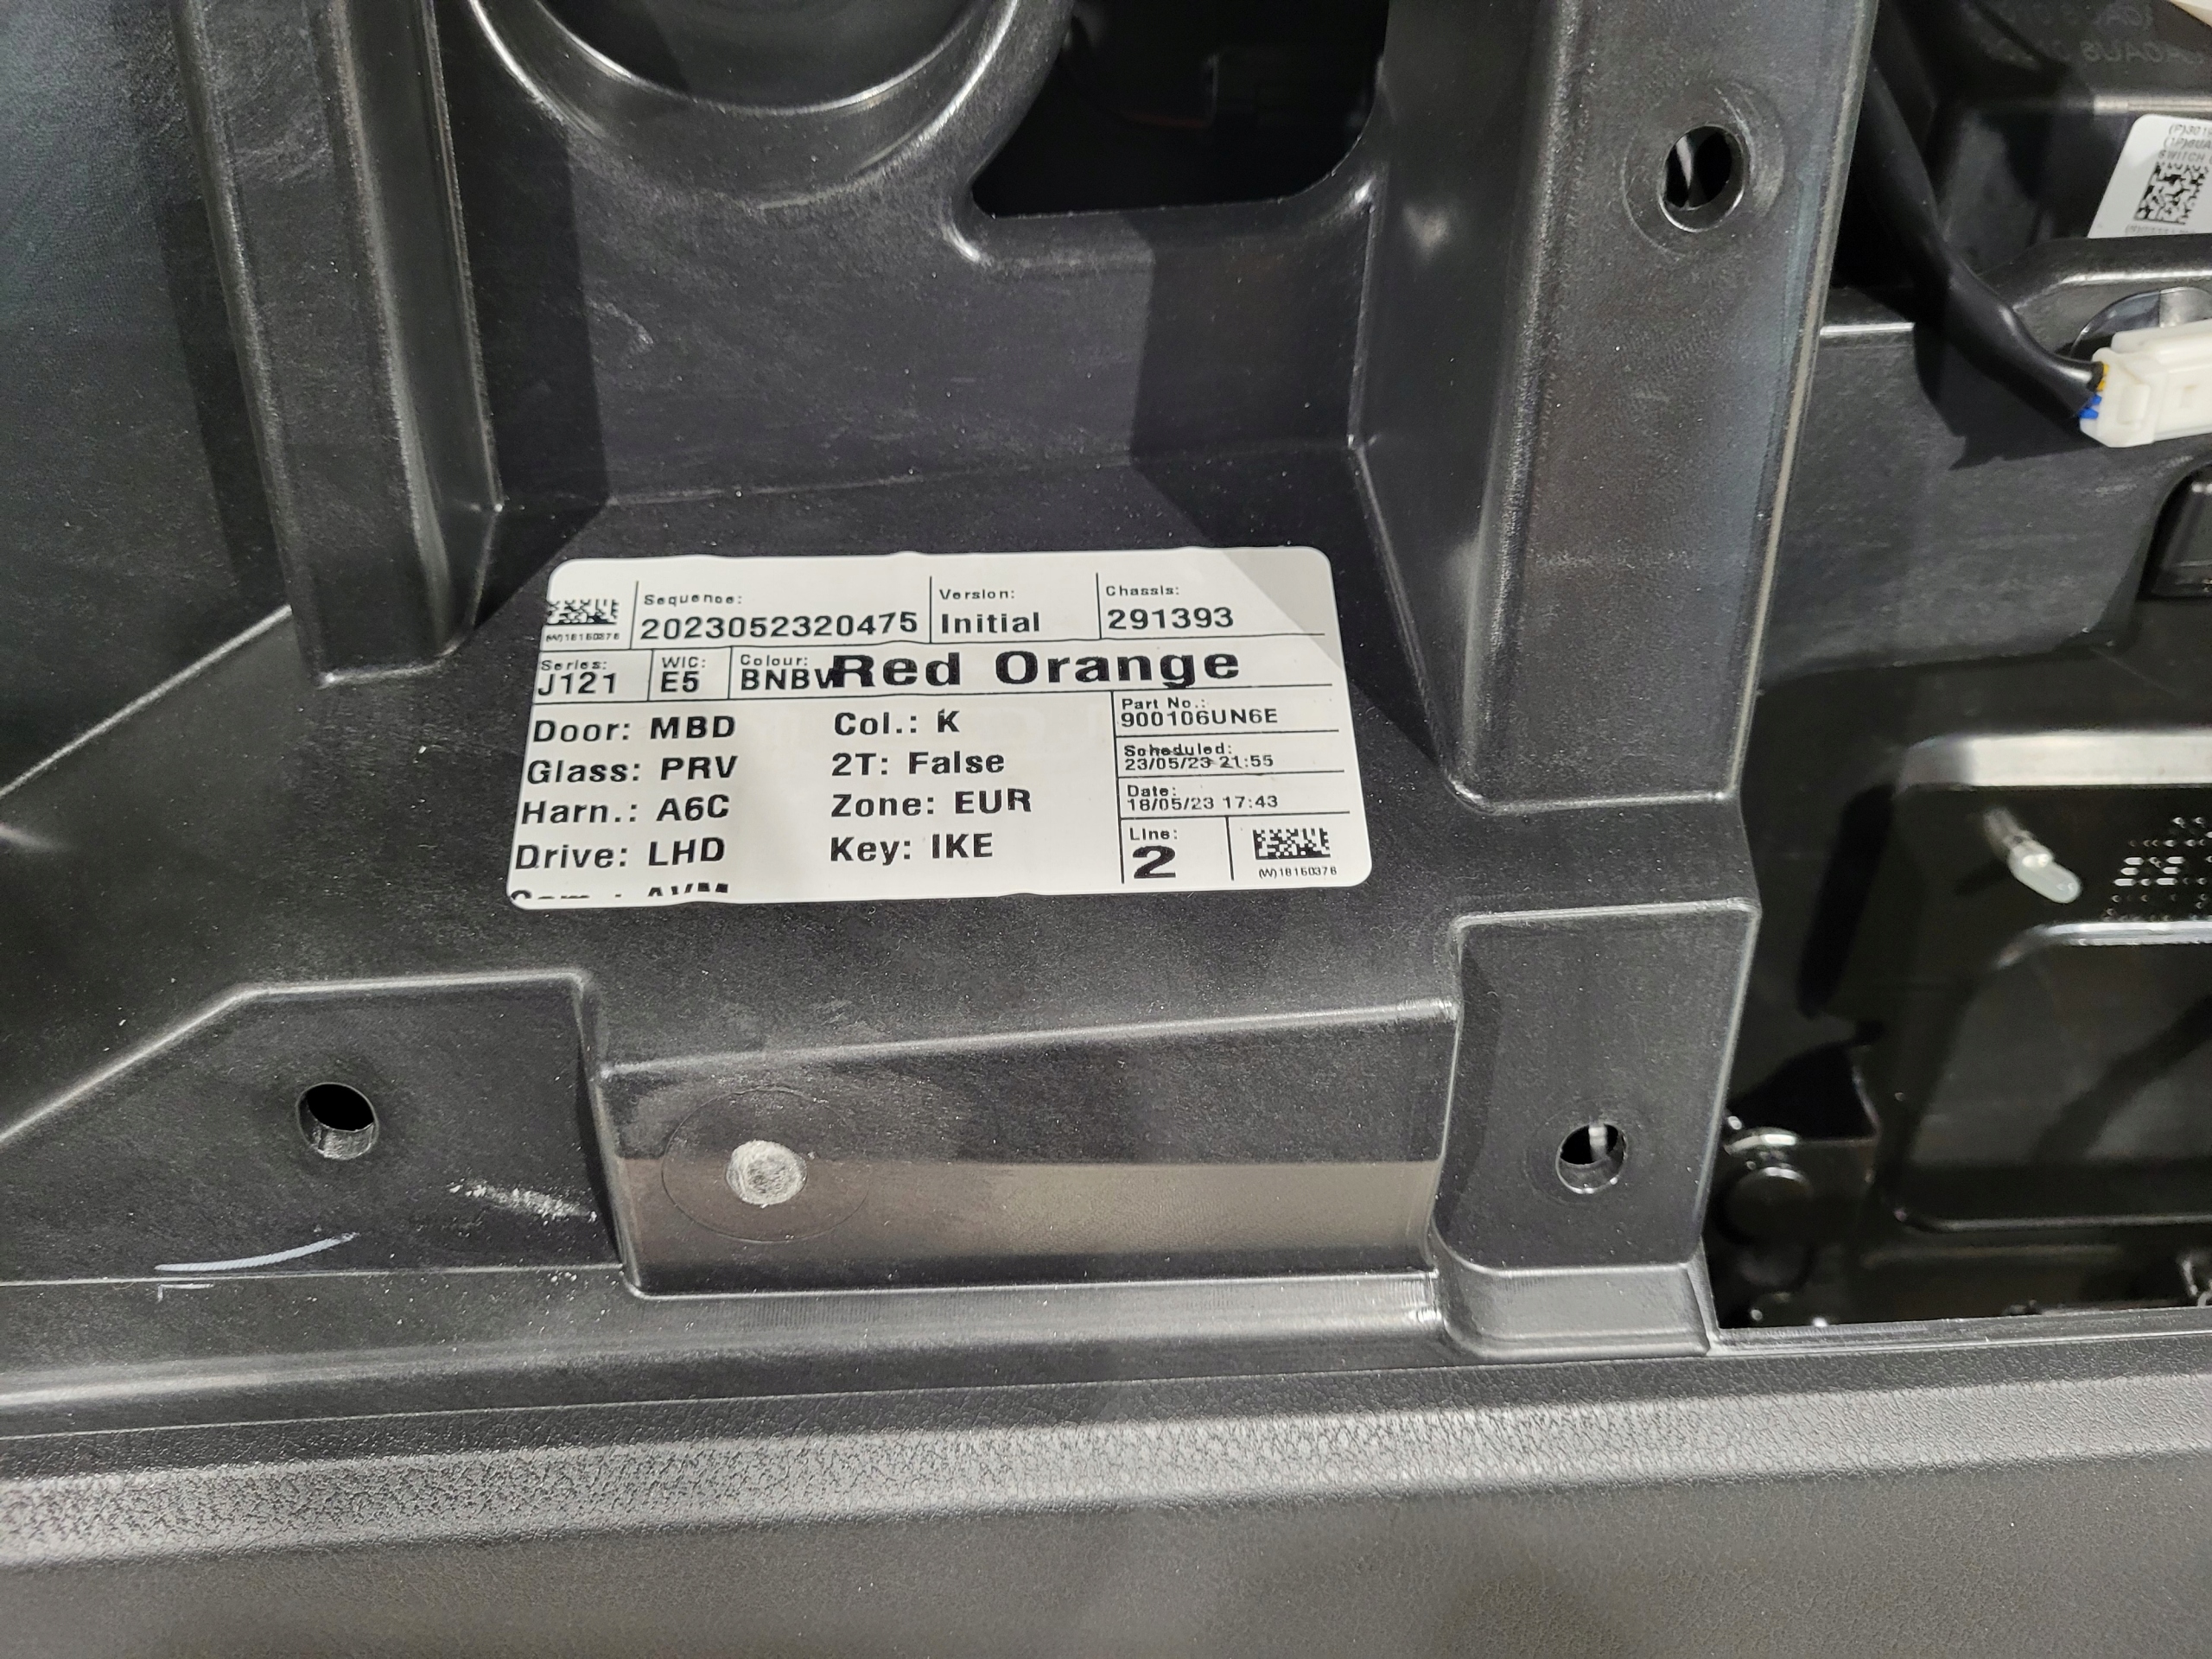 Sequence:
2023052320475
Version:
Initial
Chassis:
291393
(W)18150378
Series:
J121
WIC:
E5
Colour:
BNBW
Red Orange
Door: MBD
Glass: PRV
Harn.: A6C
Drive: LHD
Col.: K
2T: False
Zone: EUR
Key: IKE
Part No.:
900106UN6E
Scheduled:
23/05/23 21:55
Date:
18/05/23 17:43
Line:
2
(W)18150378